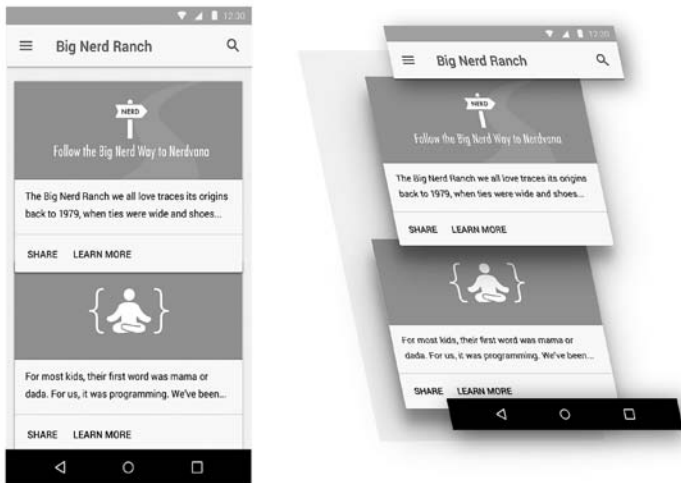 12:00
Big Nerd Ranch
NERD
Follow the Big Nerd Way to Nerdvana
The Big Nerd Ranch we all love traces its origins
back to 1979, when ties were wide and shoes...
SHARE LEARN MORE
For most kids, their first word was mama or
dada. For us, it was programming. We've been...
SHARE LEARN MORE
12:00
Big Nerd Ranch
NERD
Follow the Big Nerd Way to Nerdvana
The Big Nerd Ranch we all love traces its origins
back to 1979, when ties were wide and shoes...
SHARE LEARN MORE
For most kids, their first word was mama or
dada. For us, it was programming. We've been...
SHARE LEARN MORE